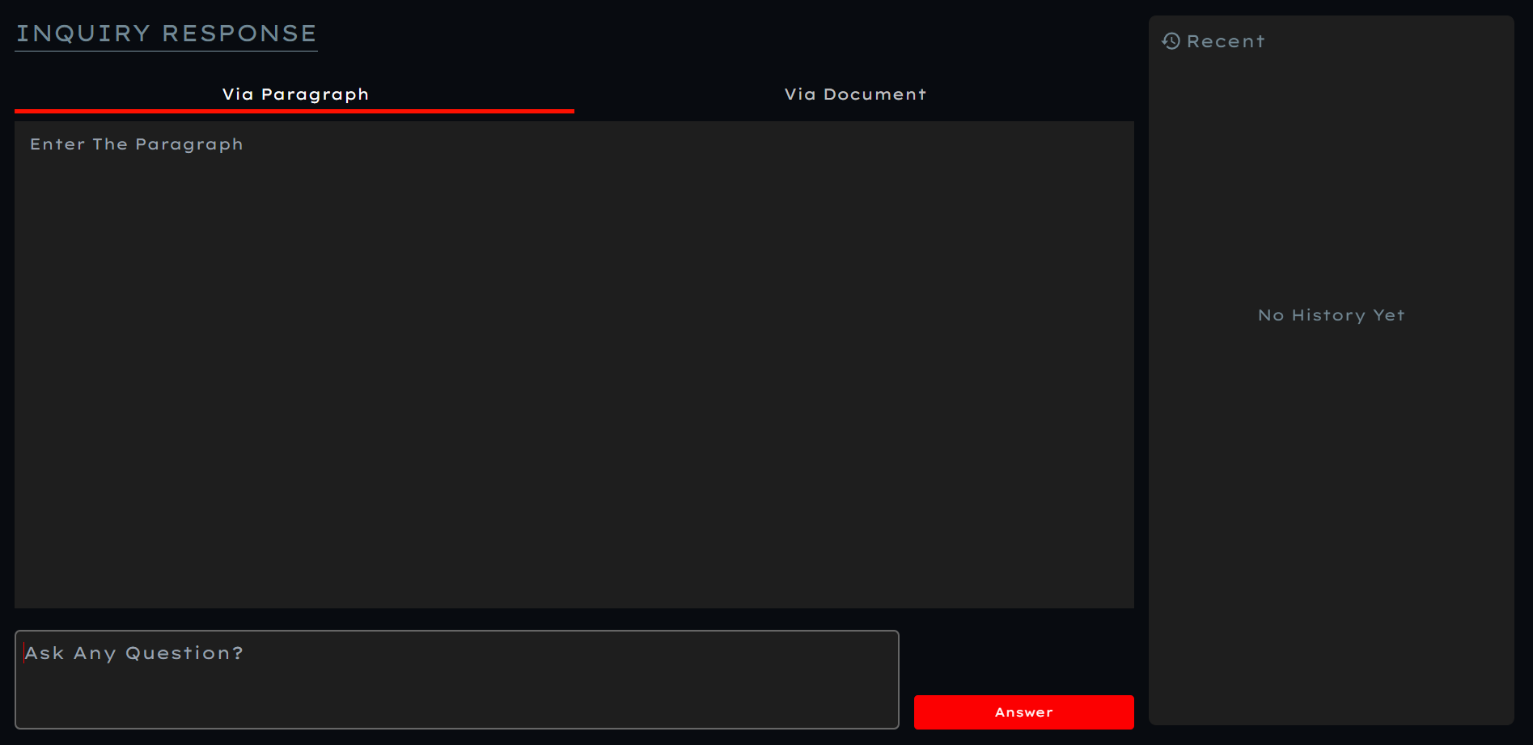 INQUIRY RESPONSE
Via Paragraph
Via Document
Enter The Paragraph
Ask Any Question?
Answer
Recent
No History Yet